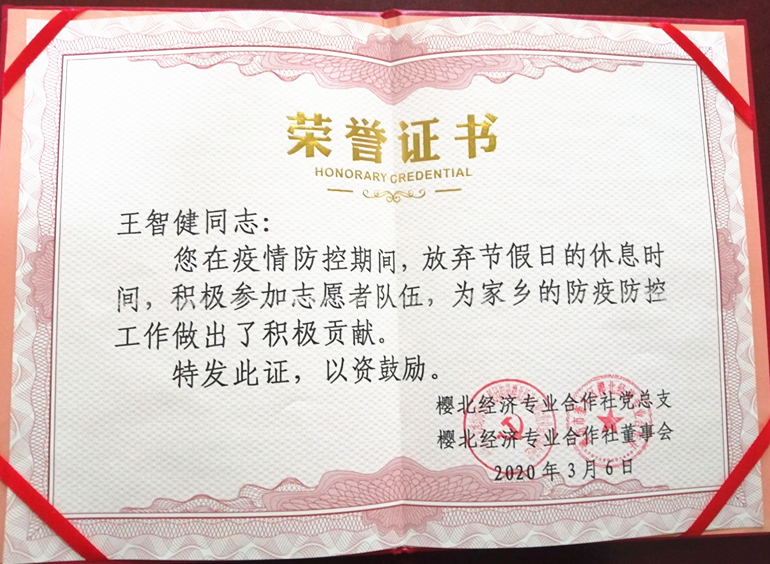 荣誉证书
HONORARY CREDENTIAL
王智健同志：
您在疫情防控期间，放弃节假日的休息时
间，积极参加志愿者队伍，为家乡的防疫防控
工作做出了积极贡献。
特发此证，以资鼓励。
樱北经济专业合作社党总支
樱北经济专业合作社董事会
2020年3月6日